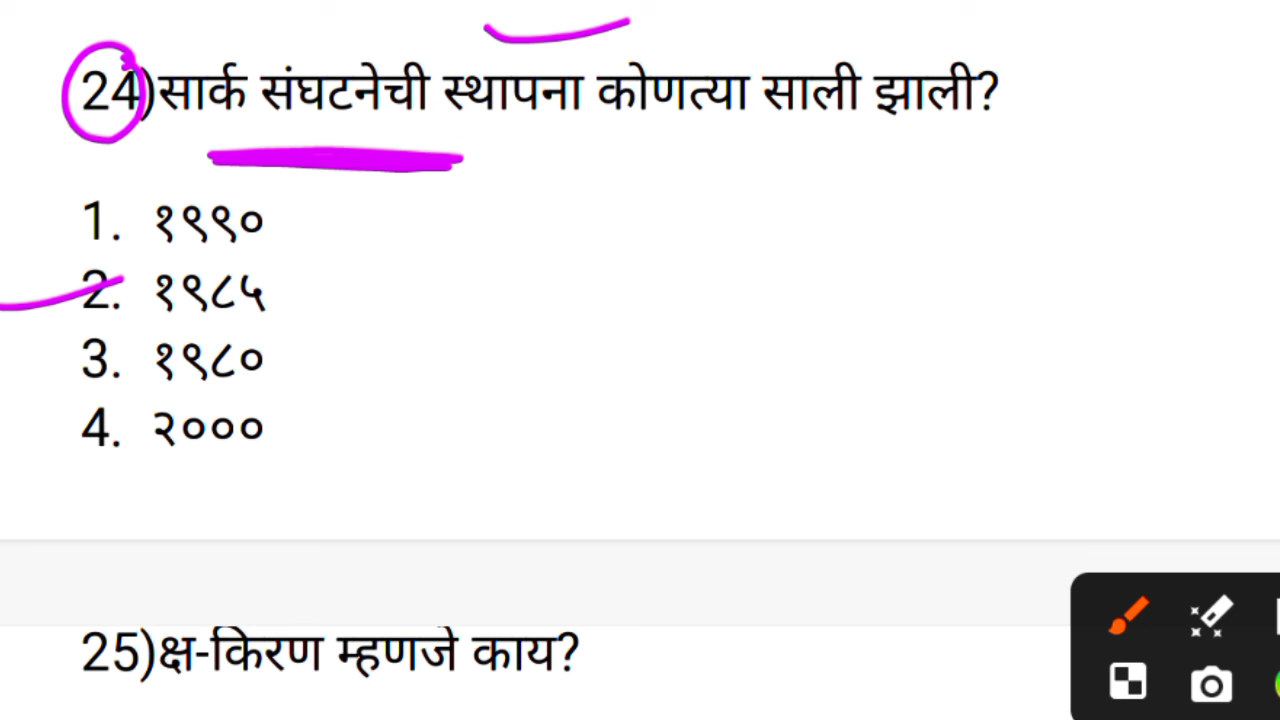 24)सार्क संघटनेची स्थापना कोणत्या साली झाली?
1. १९९०
2. १९८५
3. १९८०
4. २०००
25)क्ष-किरण म्हणजे काय?